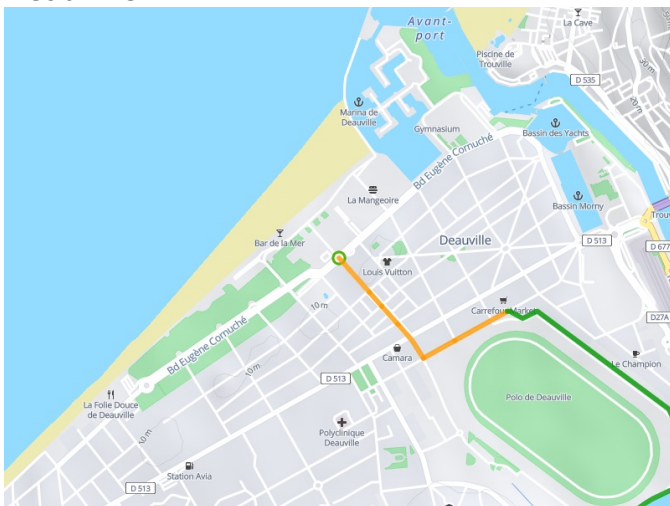 Avant-
port
La Cave
Piscine de
Trouville
D 535
30 m
20 m
Marina de
Deauville
Gymnasium
Bassin des Yachts
Bd Eugène Cornuché
La Mangeoire
Bassin Morny
Bar de la Mer
Deauville
D 513
D 677
Louis Vuitton
10 m
Carrefour Market
D27A
Bd Eugène Cornuché
10 m
Camara
Le Champion
D 513
La Folie Douce
de Deauville
Polo de Deauville
10 m
Polyclinique
Deauville
Station Avia
D 513